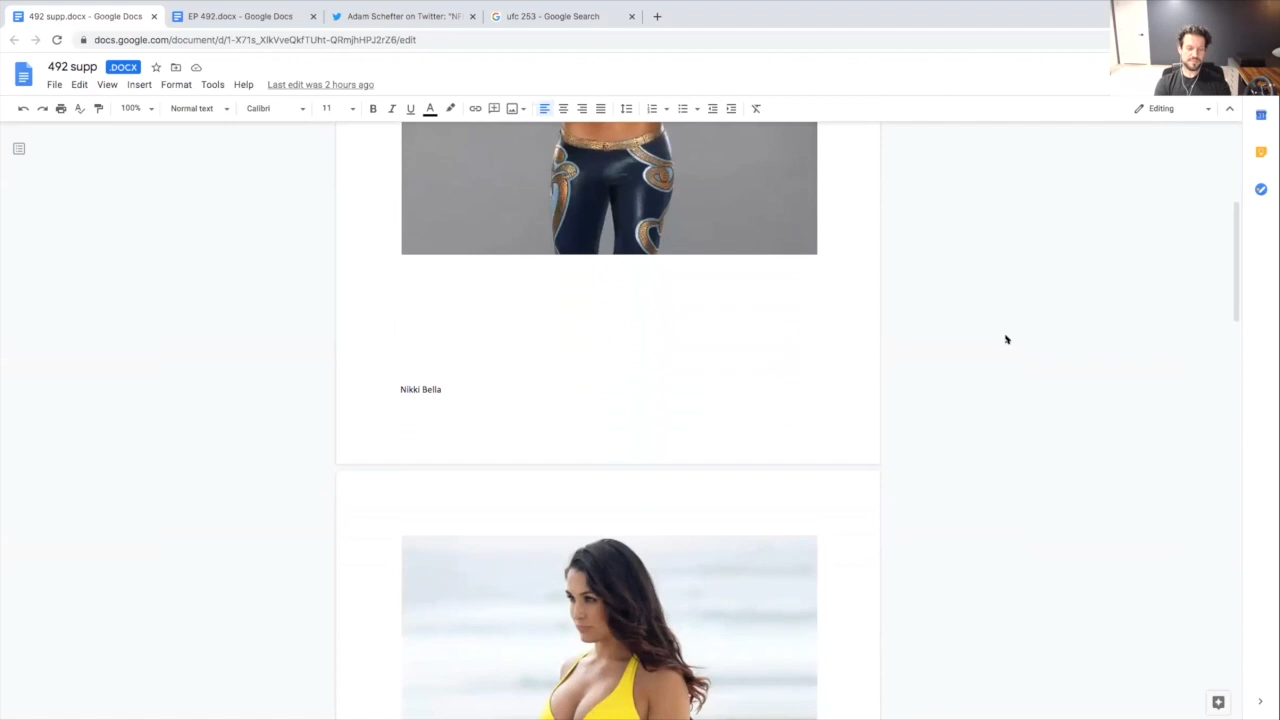 492 supp.docx - Google Docs
EP 492.docx - Google Docs
Adam Schefter on Twitter: "NF
ufc 253 - Google Search
docs.google.com/document/d/1-X71s_XlkVveQkfTUht-QRmjhHPJ2rZ6/edit
492 supp
.DOCX
File Edit View Insert Format Tools Help Last edit was 2 hours ago
100% Normal text Calibri 11 B I U A Editing
Nikki Bella